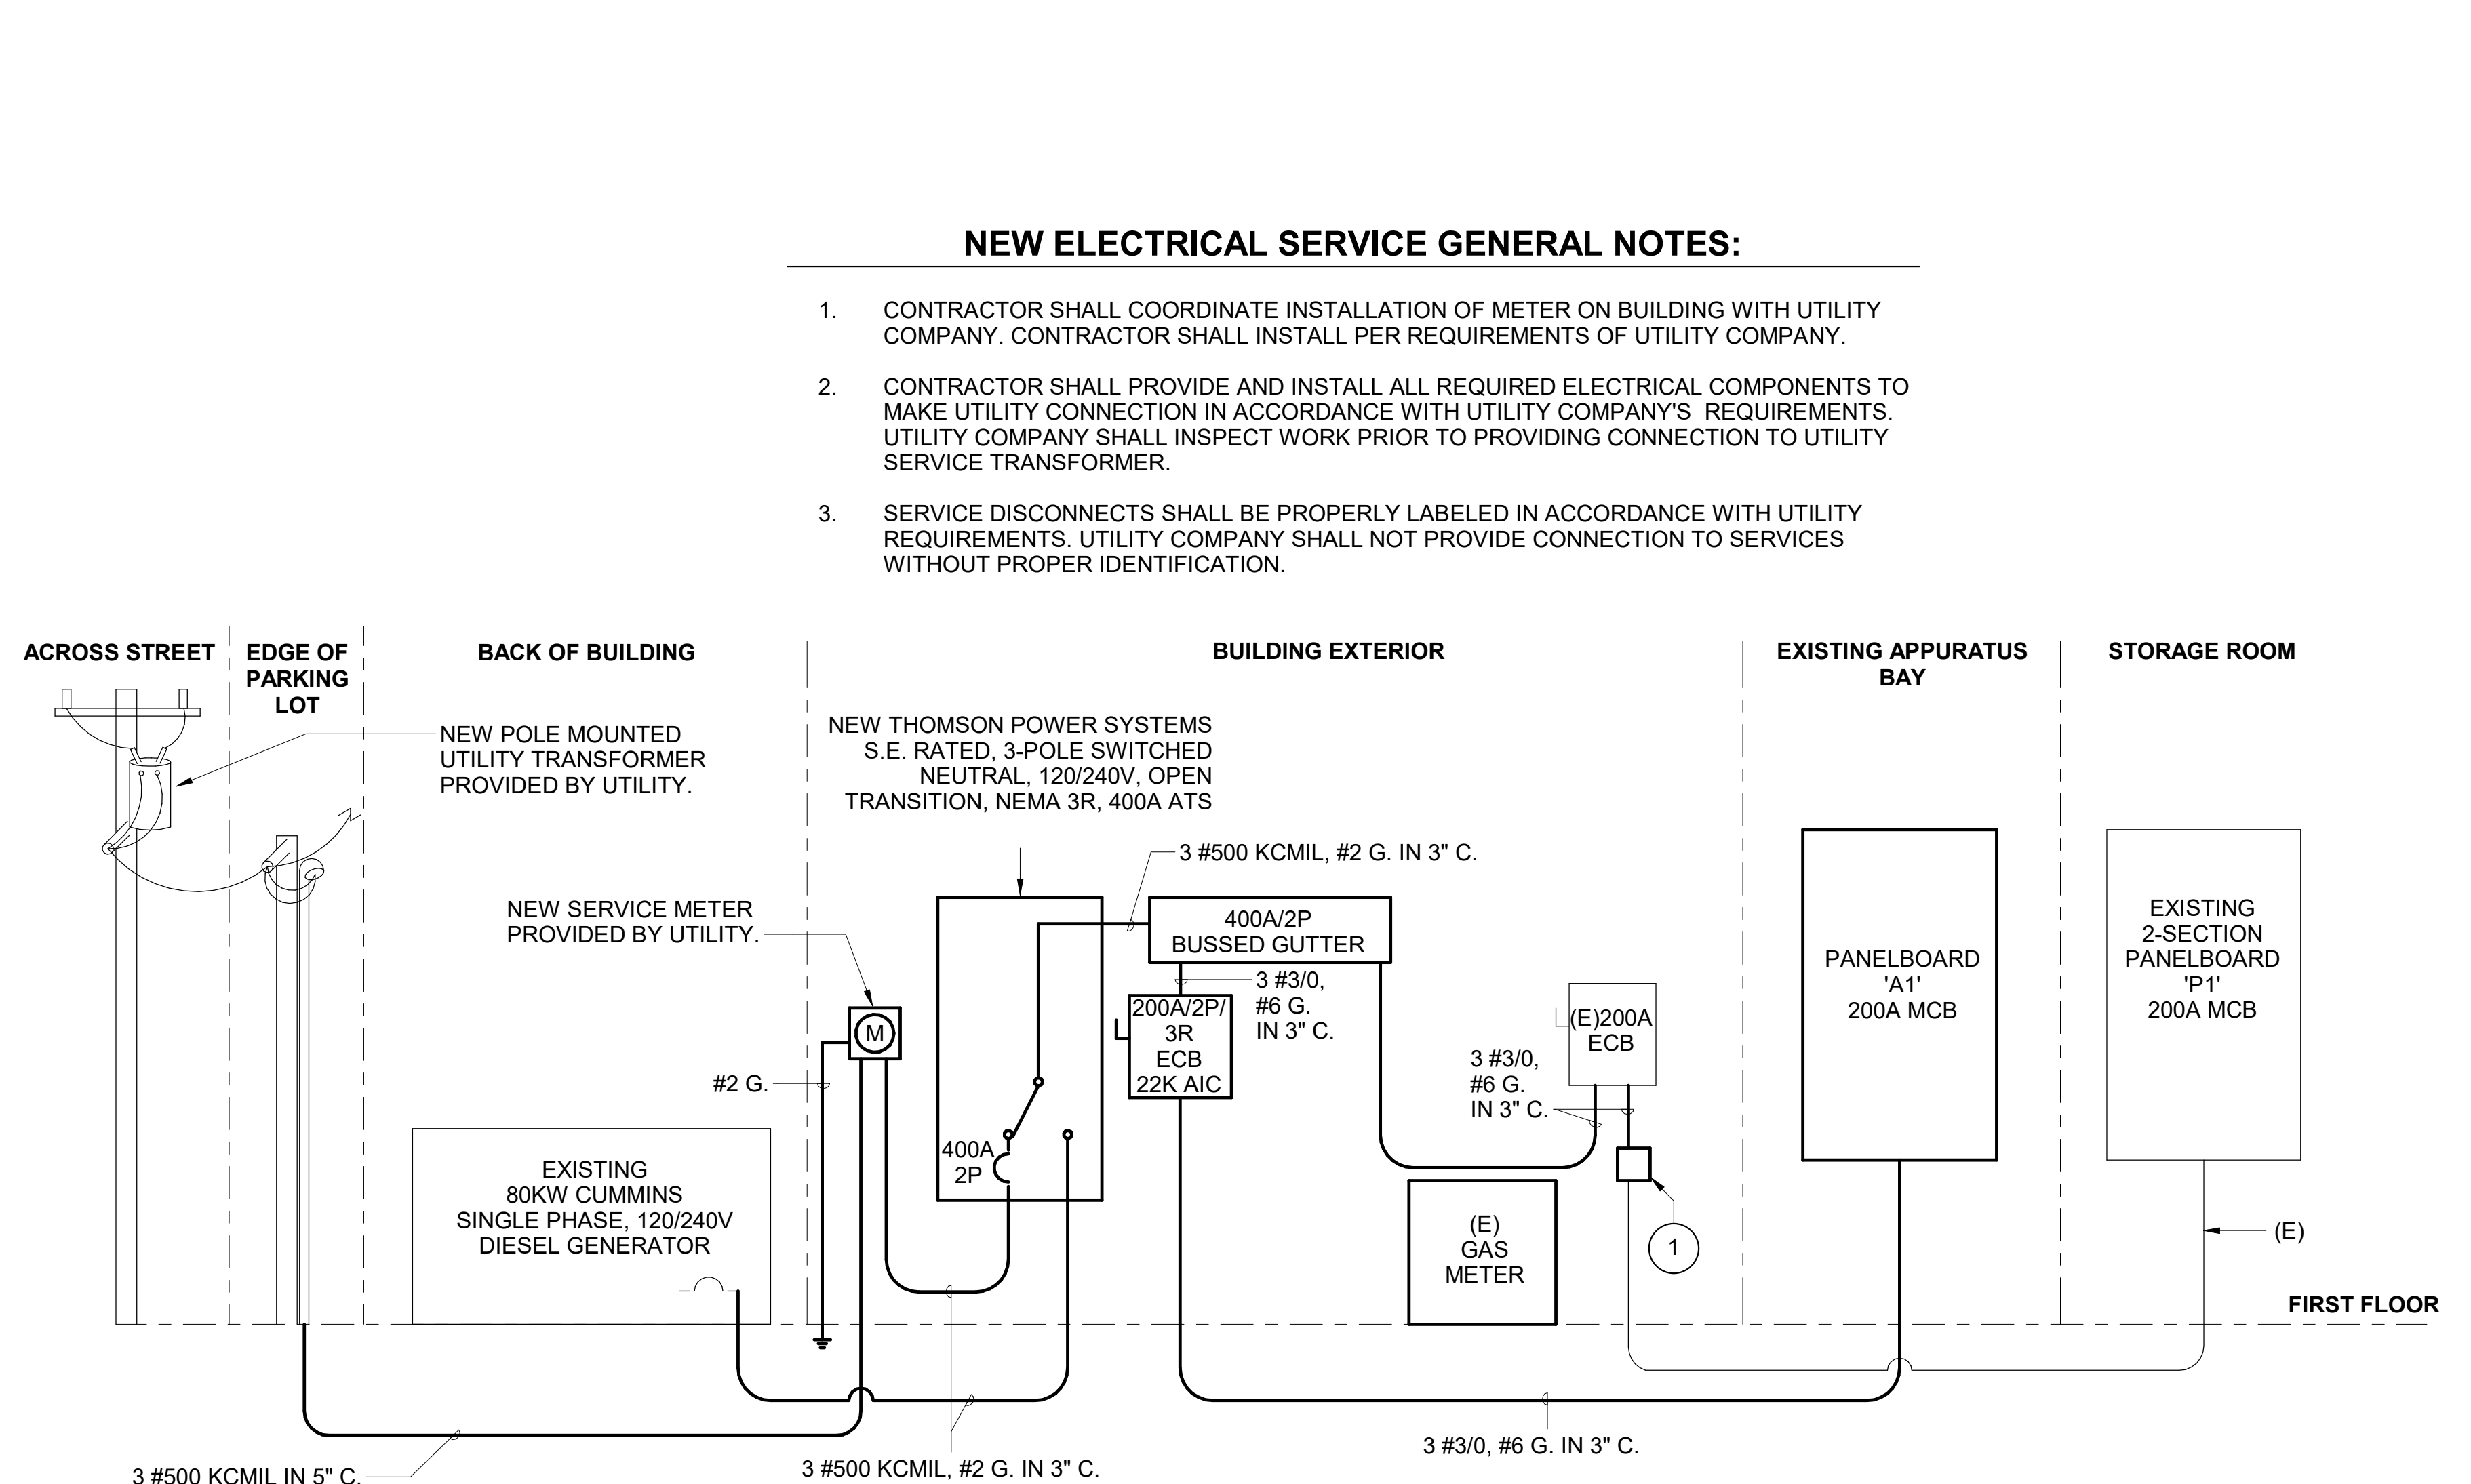 NEW ELECTRICAL SERVICE GENERAL NOTES:
1. CONTRACTOR SHALL COORDINATE INSTALLATION OF METER ON BUILDING WITH UTILITY
COMPANY. CONTRACTOR SHALL INSTALL PER REQUIREMENTS OF UTILITY COMPANY.
2. CONTRACTOR SHALL PROVIDE AND INSTALL ALL REQUIRED ELECTRICAL COMPONENTS TO
MAKE UTILITY CONNECTION IN ACCORDANCE WITH UTILITY COMPANY'S REQUIREMENTS.
UTILITY COMPANY SHALL INSPECT WORK PRIOR TO PROVIDING CONNECTION TO UTILITY
SERVICE TRANSFORMER.
3. SERVICE DISCONNECTS SHALL BE PROPERLY LABELED IN ACCORDANCE WITH UTILITY
REQUIREMENTS. UTILITY COMPANY SHALL NOT PROVIDE CONNECTION TO SERVICES
WITHOUT PROPER IDENTIFICATION.
ACROSS STREET
EDGE OF
PARKING
LOT
BACK OF BUILDING
BUILDING EXTERIOR
EXISTING APPURATUS
BAY
STORAGE ROOM
NEW POLE MOUNTED
UTILITY TRANSFORMER
PROVIDED BY UTILITY.
NEW THOMSON POWER SYSTEMS
S.E. RATED, 3-POLE SWITCHED
NEUTRAL, 120/240V, OPEN
TRANSITION, NEMA 3R, 400A ATS
3 #500 KCMIL, #2 G. IN 3" C.
NEW SERVICE METER
PROVIDED BY UTILITY.
400A/2P
BUSSED GUTTER
3 #3/0,
#6 G.
IN 3" C.
200A/2P/
3R
ECB
22K AIC
M
#2 G.
400A
2P
(E)200A
ECB
3 #3/0,
#6 G.
IN 3" C.
PANELBOARD
'A1'
200A MCB
EXISTING
2-SECTION
PANELBOARD
'P1'
200A MCB
EXISTING
80KW CUMMINS
SINGLE PHASE, 120/240V
DIESEL GENERATOR
(E)
GAS
METER
1
(E)
FIRST FLOOR
3 #500 KCMIL IN 5" C.
3 #500 KCMIL, #2 G. IN 3" C.
3 #3/0, #6 G. IN 3" C.